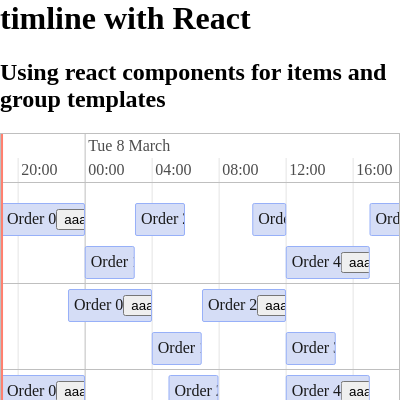 timline with React
Using react components for items and
group templates
Tue 8 March
20:00 00:00 04:00 08:00 12:00 16:00
Order 0 aaa Order Ord
Order Order 4 aaa
Order 0 aaa Order 2 aaa
Order Order
Order 0 aaa Order Order 4 aaa